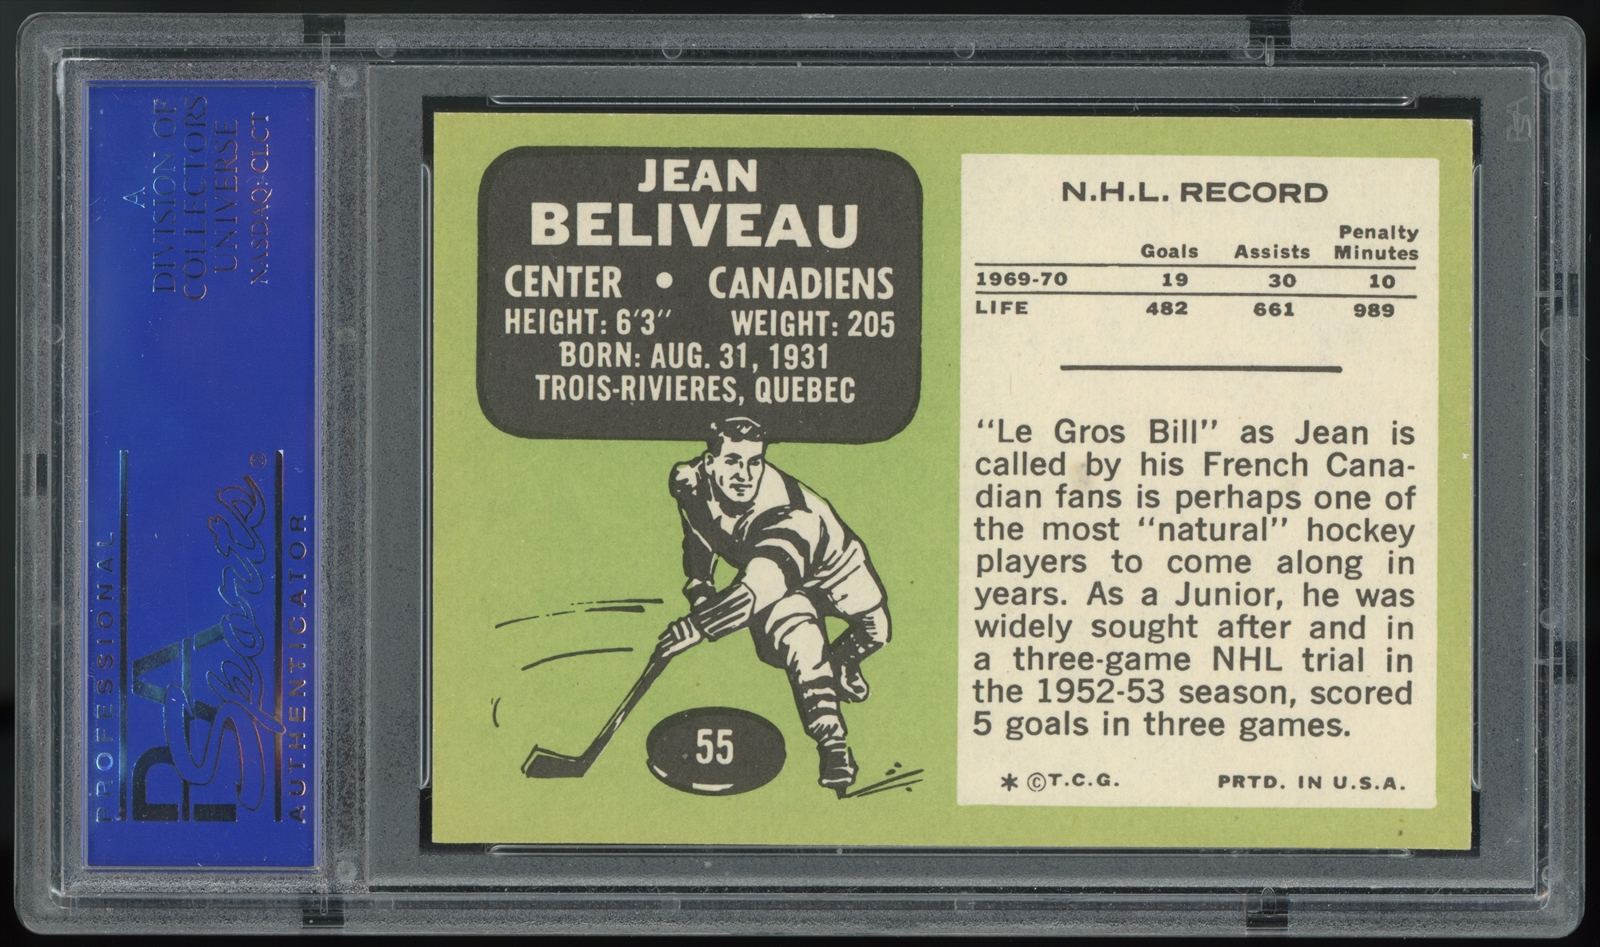 A
DIVISION OF
COLLECTORS
UNIVERSE
NASDAQ: CLCT
PROFESSIONAL
PSA
Sports®
AUTHENTICATOR
JEAN
BELIVEAU
CENTER • CANADIENS
HEIGHT: 6'3" WEIGHT: 205
BORN: AUG. 31, 1931
TROIS-RIVIERES, QUEBEC
55
N.H.L. RECORD
Goals Assists Penalty Minutes
1969-70 19 30 10
LIFE 482 661 989
"Le Gros Bill" as Jean is
called by his French Cana-
dian fans is perhaps one of
the most "natural" hockey
players to come along in
years. As a Junior, he was
widely sought after and in
a three-game NHL trial in
the 1952-53 season, scored
5 goals in three games.
* ©T.C.G. PRTD. IN U.S.A.
PSA